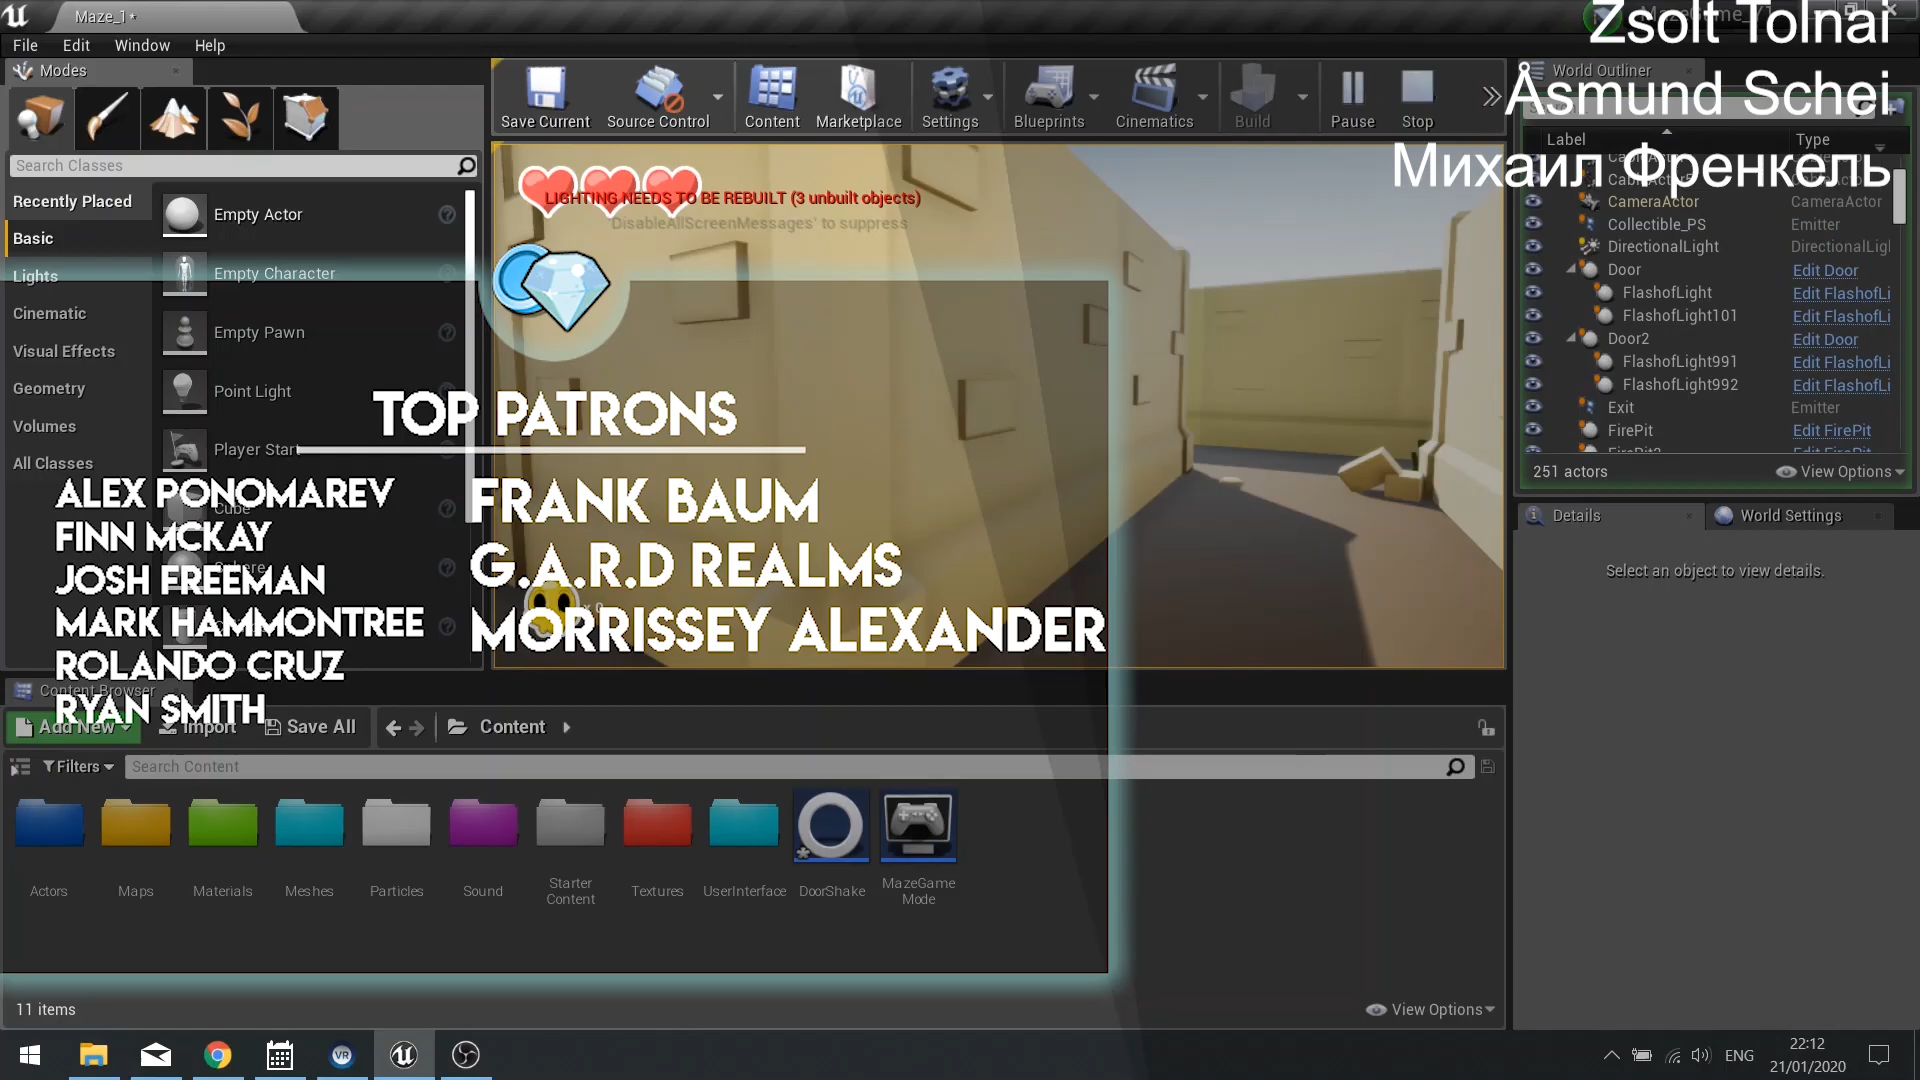 Maze_1*
File Edit Window Help
Modes
Search Classes
Recently Placed
Basic
Lights
Cinematic
Visual Effects
Geometry
Volumes
All Classes
Empty Actor
Empty Character
Empty Pawn
Point Light
Player Start
Cube
Save Current
Source Control
Content
Marketplace
Settings
Blueprints
Cinematics
Build
Pause
Stop
LIGHTING NEEDS TO BE REBUILT (3 unbuilt objects)
'DisableAllScreenMessages' to suppress
Zsolt Tolnai
Åsmund Schei
Михаил Френкель
TOP PATRONS
ALEX PONOMAREV
FINN MCKAY
JOSH FREEMAN
MARK HAMMONTREE
ROLANDO CRUZ
RYAN SMITH
FRANK BAUM
G.A.R.D REALMS
MORRISSEY ALEXANDER
World Outliner
Label Type
CameraActor CameraActor
Collectible_PS Emitter
DirectionalLight DirectionalLigl
Door Edit Door
FlashofLight Edit FlashofLi
FlashofLight101 Edit FlashofLi
Door2 Edit Door
FlashofLight991 Edit FlashofLi
FlashofLight992 Edit FlashofLi
Exit Emitter
FirePit Edit FirePit
251 actors View Options
Details World Settings
Select an object to view details.
Content Browser
Add New Import Save All Content
Filters Search Content
Actors
Maps
Materials
Meshes
Particles
Sound
Starter Content
Textures
UserInterface
DoorShake
MazeGame Mode
11 items View Options
ENG
22:12
21/01/2020